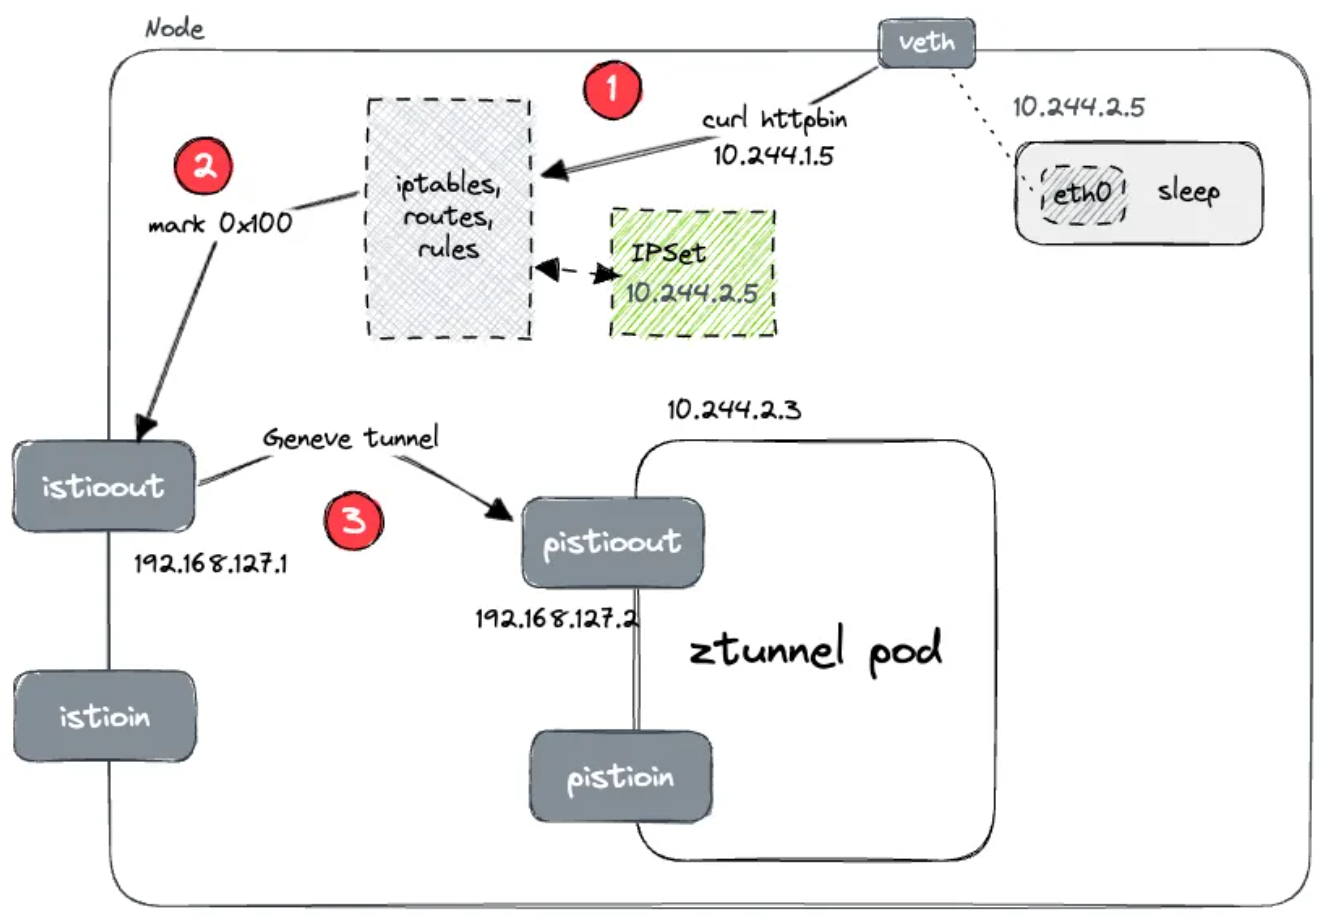 Node
veth
1
curl httpbin
10.244.1.5
10.244.2.5
eth0
sleep
2
mark 0x100
iptables,
routes,
rules
IPSet
10.244.2.5
10.244.2.3
Geneve tunnel
istioout
3
pistioout
192.168.127.1
192.168.127.2
ztunnel pod
istioin
pistioin